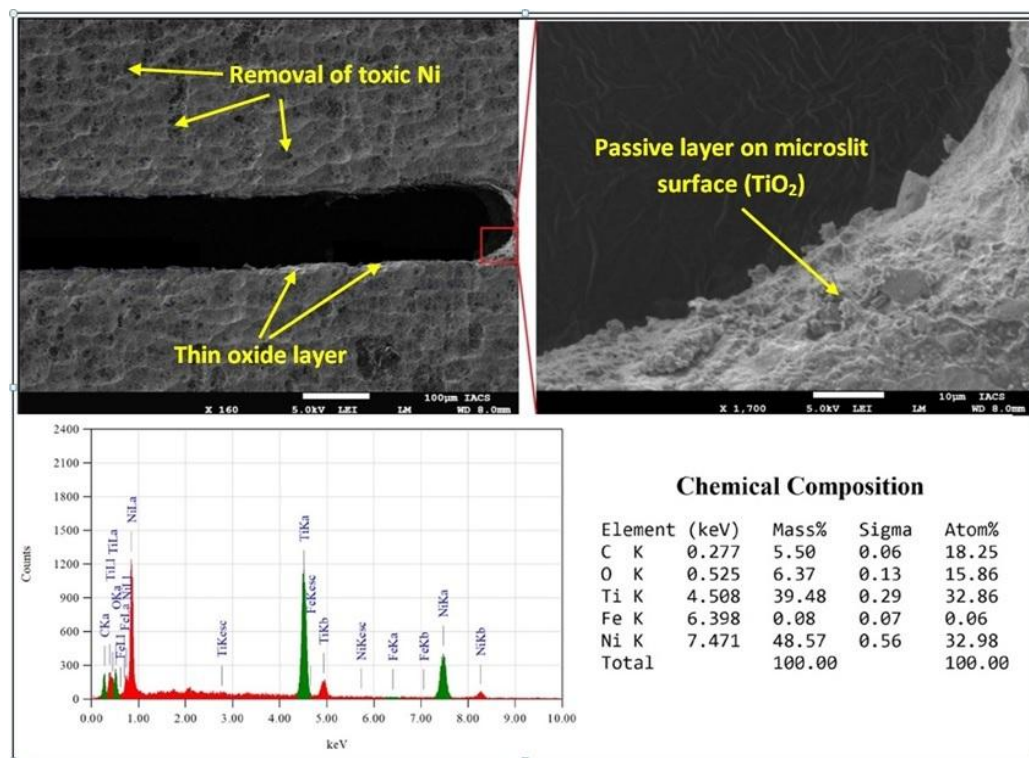 Removal of toxic Ni
Thin oxide layer
100µm IACS
X 160 5.0kV LEI LM WD 8.0mm
Passive layer on microslit
surface (TiO₂)
10µm IACS
X 1,700 5.0kV LEI LM WD 8.0mm
2400
2100
1800
1500
1200
900
600
300
0
Counts
0.00 1.00 2.00 3.00 4.00 5.00 6.00 7.00 8.00 9.00 10.00
keV
CKa
TiLl
TiLa
OKa
FeLl
FeLa
NiLl
NiLa
TiKesc
TiKa
FeKesc
TiKb
NiKesc
FeKa
FeKb
NiKa
NiKb
Chemical Composition
Element (keV) Mass% Sigma Atom%
C K 0.277 5.50 0.06 18.25
O K 0.525 6.37 0.13 15.86
Ti K 4.508 39.48 0.29 32.86
Fe K 6.398 0.08 0.07 0.06
Ni K 7.471 48.57 0.56 32.98
Total 100.00 100.00